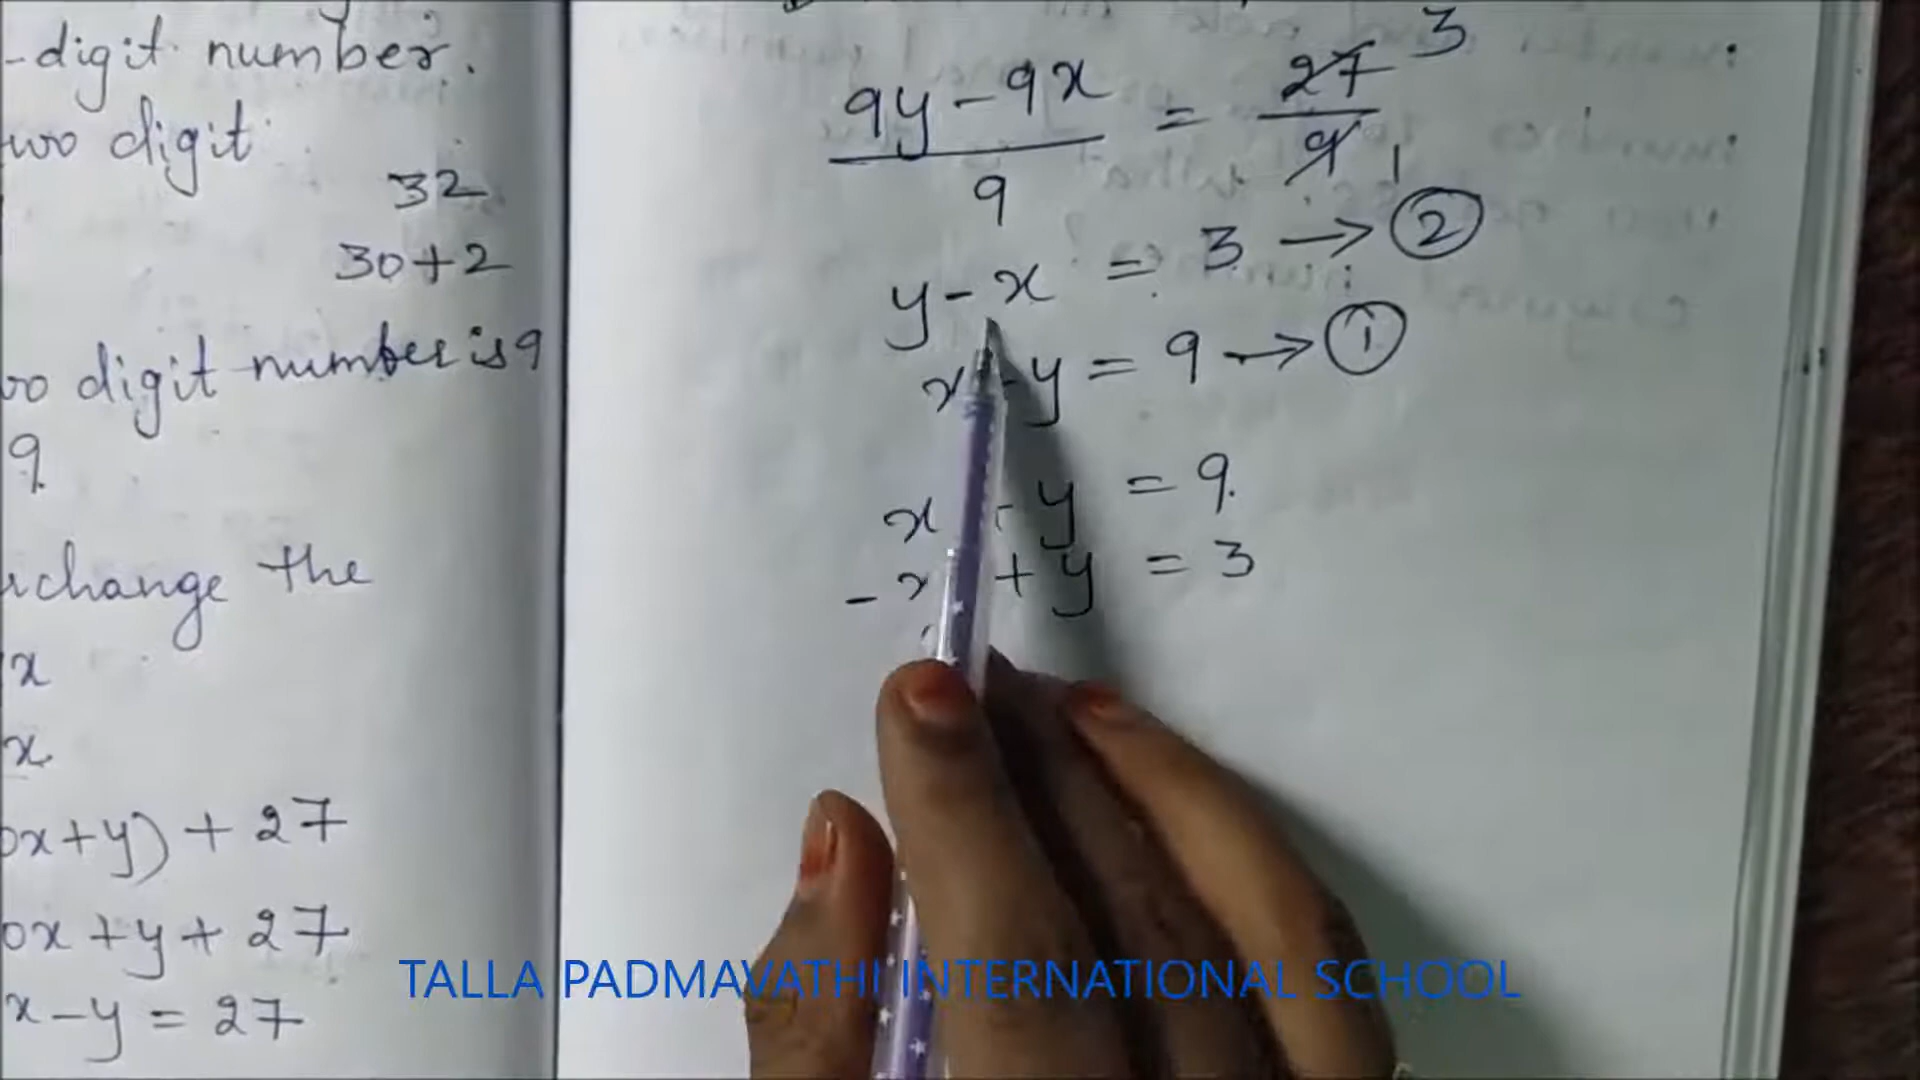 -digit number.
wo digit
32
30+2
wo digit number is 9
9
rchange the
x
x
0x+y) + 27
0x + y + 27
x - y = 27
9y - 9x = 27 3
9 9 1
y - x = 3 → ②
x y = 9 → ①
x + y = 9
- x + y = 3
TALLA PADMAVATHI INTERNATIONAL SCHOOL